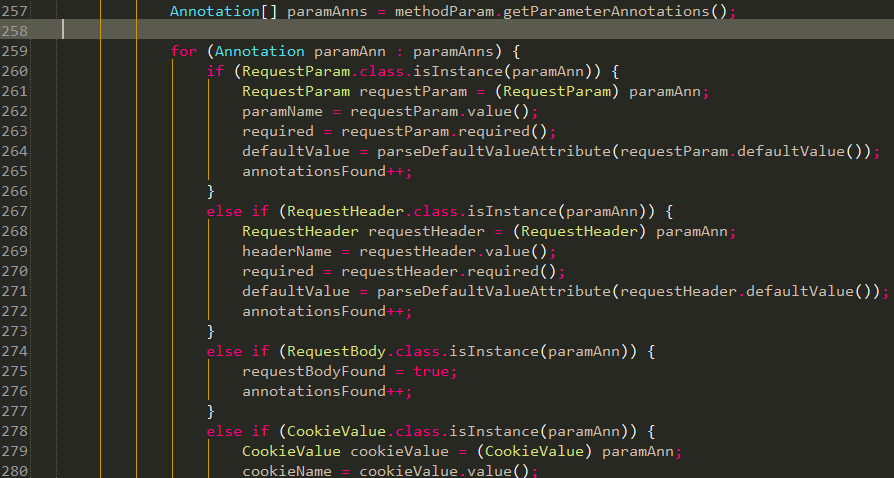 257 Annotation[] paramAnns = methodParam.getParameterAnnotations();
258
259 for (Annotation paramAnn : paramAnns) {
260 if (RequestParam.class.isInstance(paramAnn)) {
261 RequestParam requestParam = (RequestParam) paramAnn;
262 paramName = requestParam.value();
263 required = requestParam.required();
264 defaultValue = parseDefaultValueAttribute(requestParam.defaultValue());
265 annotationsFound++;
266 }
267 else if (RequestHeader.class.isInstance(paramAnn)) {
268 RequestHeader requestHeader = (RequestHeader) paramAnn;
269 headerName = requestHeader.value();
270 required = requestHeader.required();
271 defaultValue = parseDefaultValueAttribute(requestHeader.defaultValue());
272 annotationsFound++;
273 }
274 else if (RequestBody.class.isInstance(paramAnn)) {
275 requestBodyFound = true;
276 annotationsFound++;
277 }
278 else if (CookieValue.class.isInstance(paramAnn)) {
279 CookieValue cookieValue = (CookieValue) paramAnn;
280 cookieName = cookieValue.value();